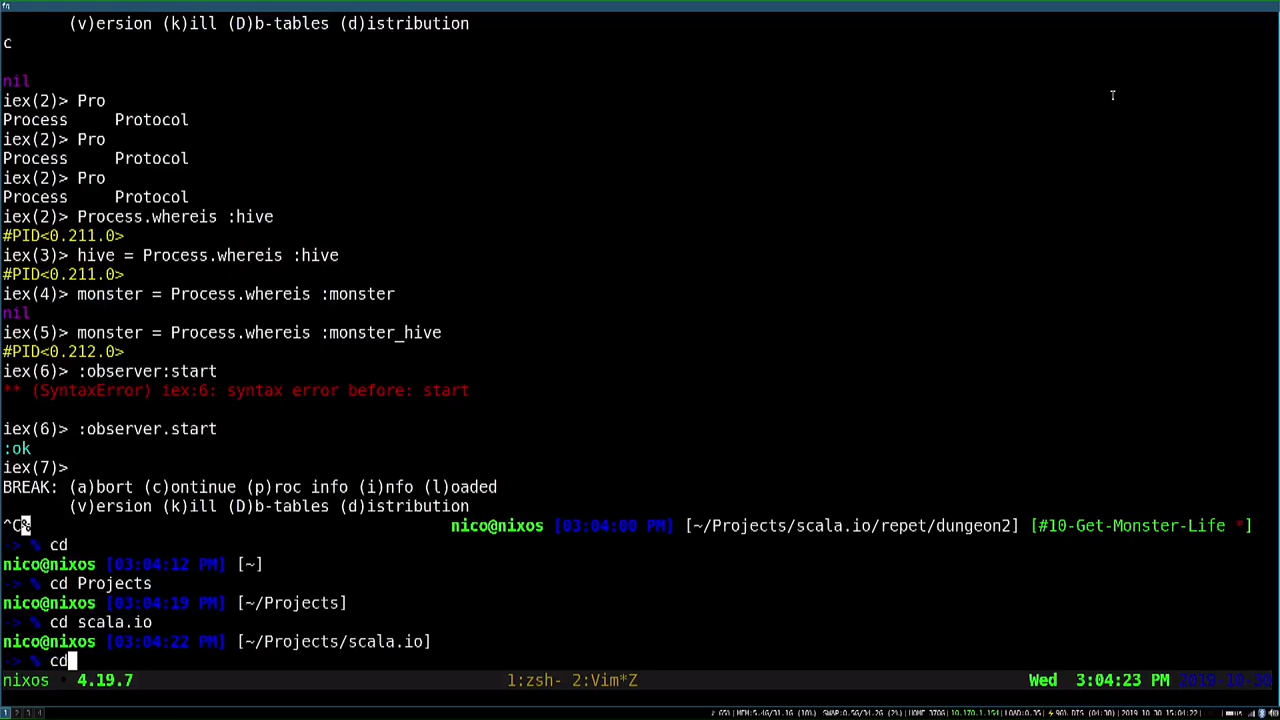 (v)ersion (k)ill (D)b-tables (d)istribution
c
nil
iex(2)> Pro
Process     Protocol
iex(2)> Pro
Process     Protocol
iex(2)> Pro
Process     Protocol
iex(2)> Process.whereis :hive
#PID<0.211.0>
iex(3)> hive = Process.whereis :hive
#PID<0.211.0>
iex(4)> monster = Process.whereis :monster
nil
iex(5)> monster = Process.whereis :monster_hive
#PID<0.212.0>
iex(6)> :observer:start
** (SyntaxError) iex:6: syntax error before: start
iex(6)> :observer.start
:ok
iex(7)>
BREAK: (a)bort (c)ontinue (p)roc info (i)nfo (l)oaded
(v)ersion (k)ill (D)b-tables (d)istribution
^C% nico@nixos [03:04:00 PM] [~/Projects/scala.io/repet/dungeon2] [#10-Get-Monster-Life *]
-> % cd
nico@nixos [03:04:12 PM] [~]
-> % cd Projects
nico@nixos [03:04:19 PM] [~/Projects]
-> % cd scala.io
nico@nixos [03:04:22 PM] [~/Projects/scala.io]
-> % cd
nixos · 4.19.7 1:zsh- 2:Vim*Z Wed 3:04:23 PM 2019-10-30
1 2 3 4